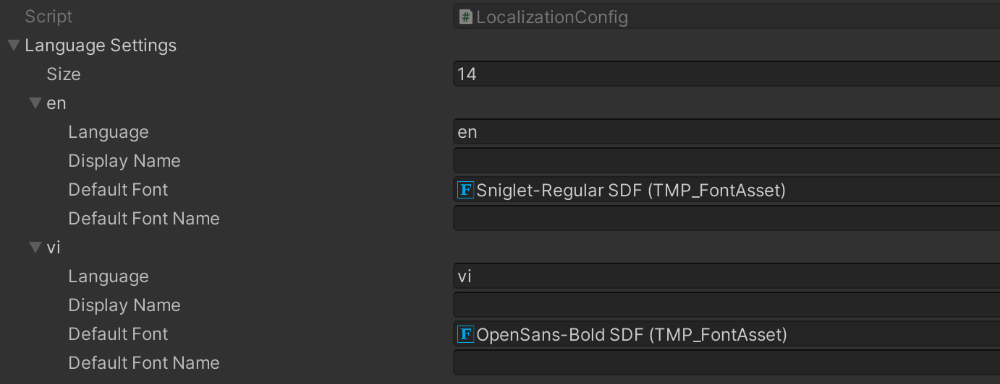 Script LocalizationConfig
Language Settings
Size 14
en
Language en
Display Name
Default Font Sniglet-Regular SDF (TMP_FontAsset)
Default Font Name
vi
Language vi
Display Name
Default Font OpenSans-Bold SDF (TMP_FontAsset)
Default Font Name